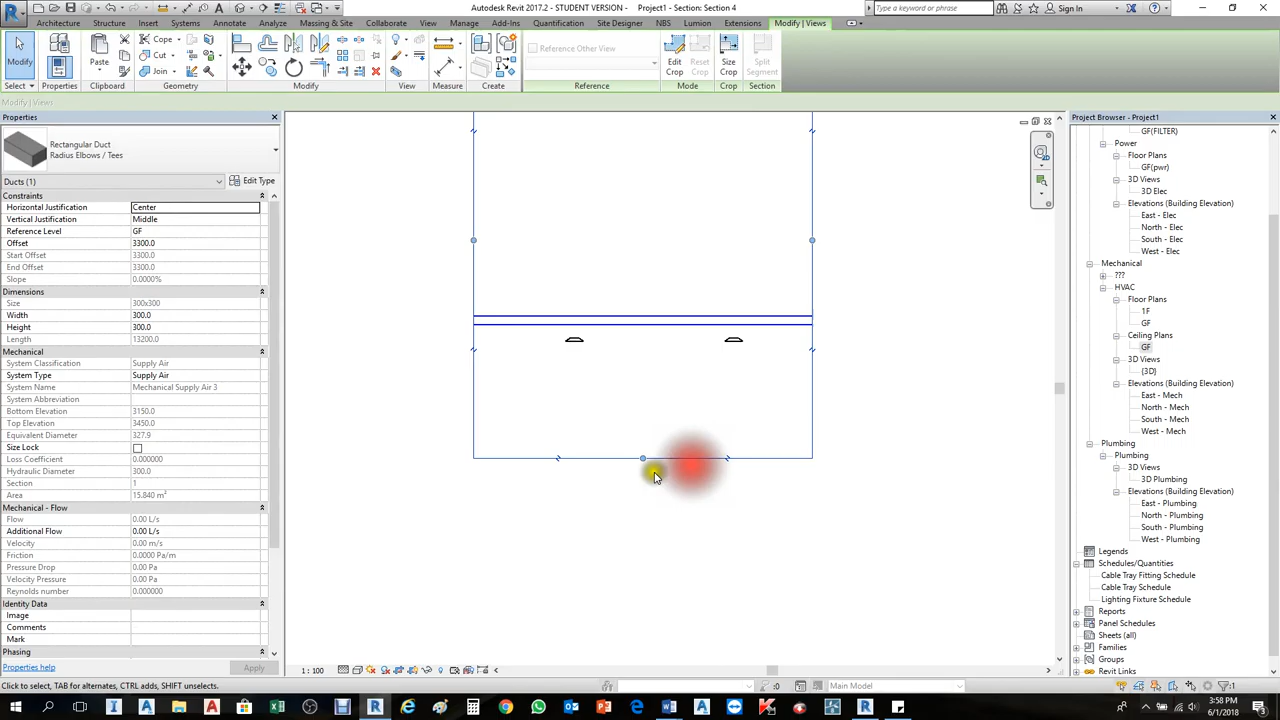 Autodesk Revit 2017.2 - STUDENT VERSION - Project1 - Section: Section 4
Type a keyword or phrase
Sign In
Architecture Structure Insert Systems Annotate Analyze Massing & Site Collaborate View Manage Add-Ins Quantification Site Designer NBS Lumion Extensions Modify | Views
Modify
Paste
Cope
Cut
Join
Reference Other View
Edit Crop
Reset Crop
Size Crop
Split Segment
Select Properties Clipboard Geometry Modify View Measure Create Reference Mode Crop Section
Modify | Views
Properties
Rectangular Duct
Radius Elbows / Tees
Ducts (1)
Edit Type
Constraints
Horizontal Justification Center
Vertical Justification Middle
Reference Level GF
Offset 3300.0
Start Offset 3300.0
End Offset 3300.0
Slope 0.0000%
Dimensions
Size 300x300
Width 300.0
Height 300.0
Length 13200.0
Mechanical
System Classification Supply Air
System Type Supply Air
System Name Mechanical Supply Air 3
System Abbreviation
Bottom Elevation 3150.0
Top Elevation 3450.0
Equivalent Diameter 327.9
Size Lock
Loss Coefficient 0.000000
Hydraulic Diameter 300.0
Section 1
Area 15.840 m²
Mechanical - Flow
Flow 0.00 L/s
Additional Flow 0.00 L/s
Velocity 0.00 m/s
Friction 0.0000 Pa/m
Pressure Drop 0.00 Pa
Velocity Pressure 0.00 Pa
Reynolds number 0.000000
Identity Data
Image
Comments
Mark
Phasing
Properties help
Apply
1 : 100
Project Browser - Project1
GF(FILTER)
Power
Floor Plans
GF(pwr)
3D Views
3D Elec
Elevations (Building Elevation)
East - Elec
North - Elec
South - Elec
West - Elec
Mechanical
???
HVAC
Floor Plans
1F
GF
Ceiling Plans
GF
3D Views
{3D}
Elevations (Building Elevation)
East - Mech
North - Mech
South - Mech
West - Mech
Plumbing
Plumbing
3D Views
3D Plumbing
Elevations (Building Elevation)
East - Plumbing
North - Plumbing
South - Plumbing
West - Plumbing
Legends
Schedules/Quantities
Cable Tray Fitting Schedule
Cable Tray Schedule
Lighting Fixture Schedule
Reports
Panel Schedules
Sheets (all)
Families
Groups
Revit Links
Click to select, TAB for alternates, CTRL adds, SHIFT unselects.
:0
Main Model
:1
3:58 PM
6/1/2018